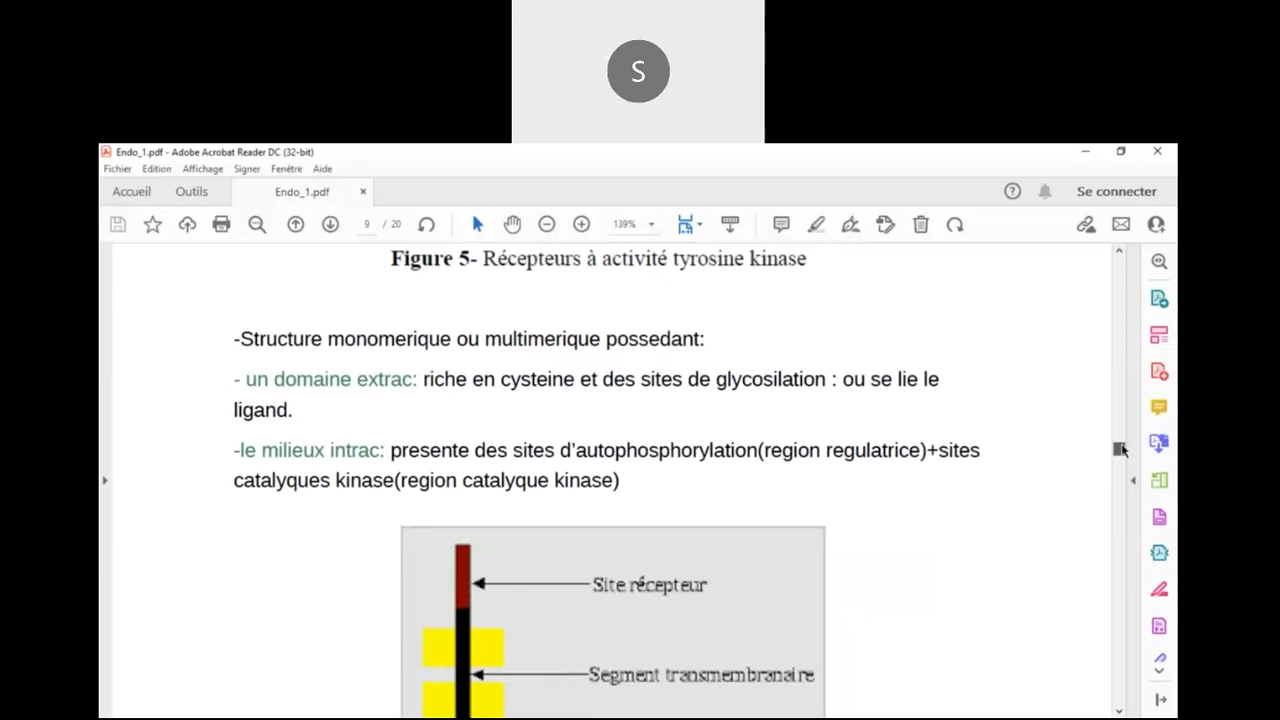 S
Endo_1.pdf - Adobe Acrobat Reader DC (32-bit)
Fichier Edition Affichage Signer Fenêtre Aide
Accueil Outils Endo_1.pdf × Se connecter
9 / 20 139%
Figure 5- Récepteurs à activité tyrosine kinase
-Structure monomerique ou multimerique possedant:
- un domaine extrac: riche en cysteine et des sites de glycosilation : ou se lie le
ligand.
-le milieux intrac: presente des sites d'autophosphorylation(region regulatrice)+sites
catalyques kinase(region catalyque kinase)
Site récepteur
Segment transmembranaire